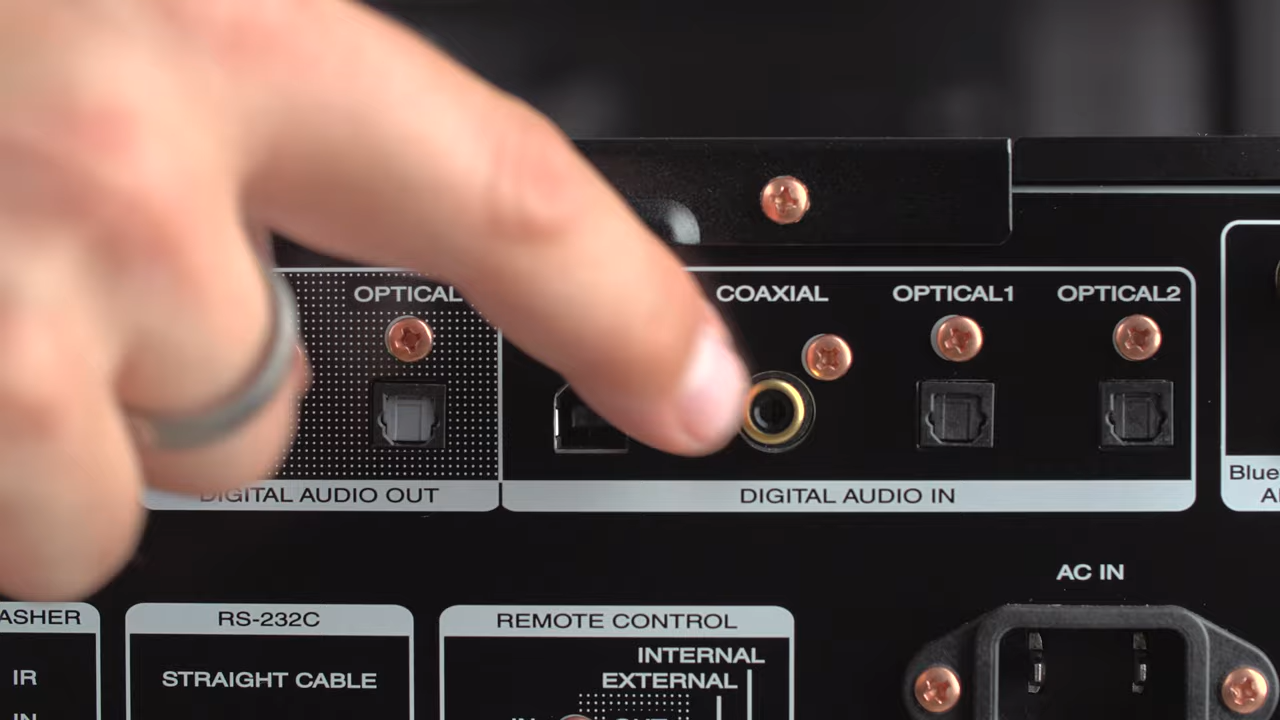 OPTICAL
COAXIAL
OPTICAL1
OPTICAL2
DIGITAL AUDIO OUT
DIGITAL AUDIO IN
AC IN
RS-232C
STRAIGHT CABLE
REMOTE CONTROL
INTERNAL
EXTERNAL
IR